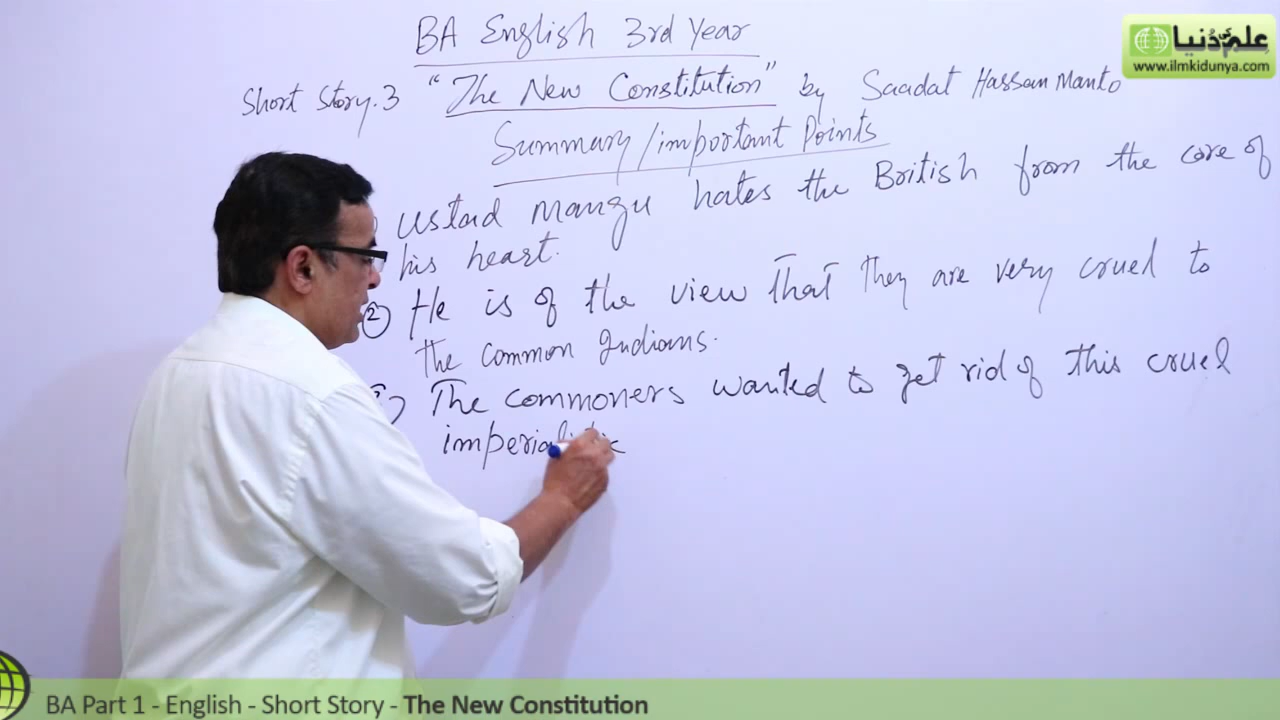 BA English 3rd Year
Short Story.3 "The New Constitution" by Saadat Hassan Manto
Summary/important Points
ustad mangu hates the British from the core of
his heart.
② He is of the view That They are very cruel to
the common Indians.
The commoners wanted to get rid of this cruel
imperialistic
علم کی دُنیا
www.ilmkidunya.com
BA Part 1 - English - Short Story - The New Constitution